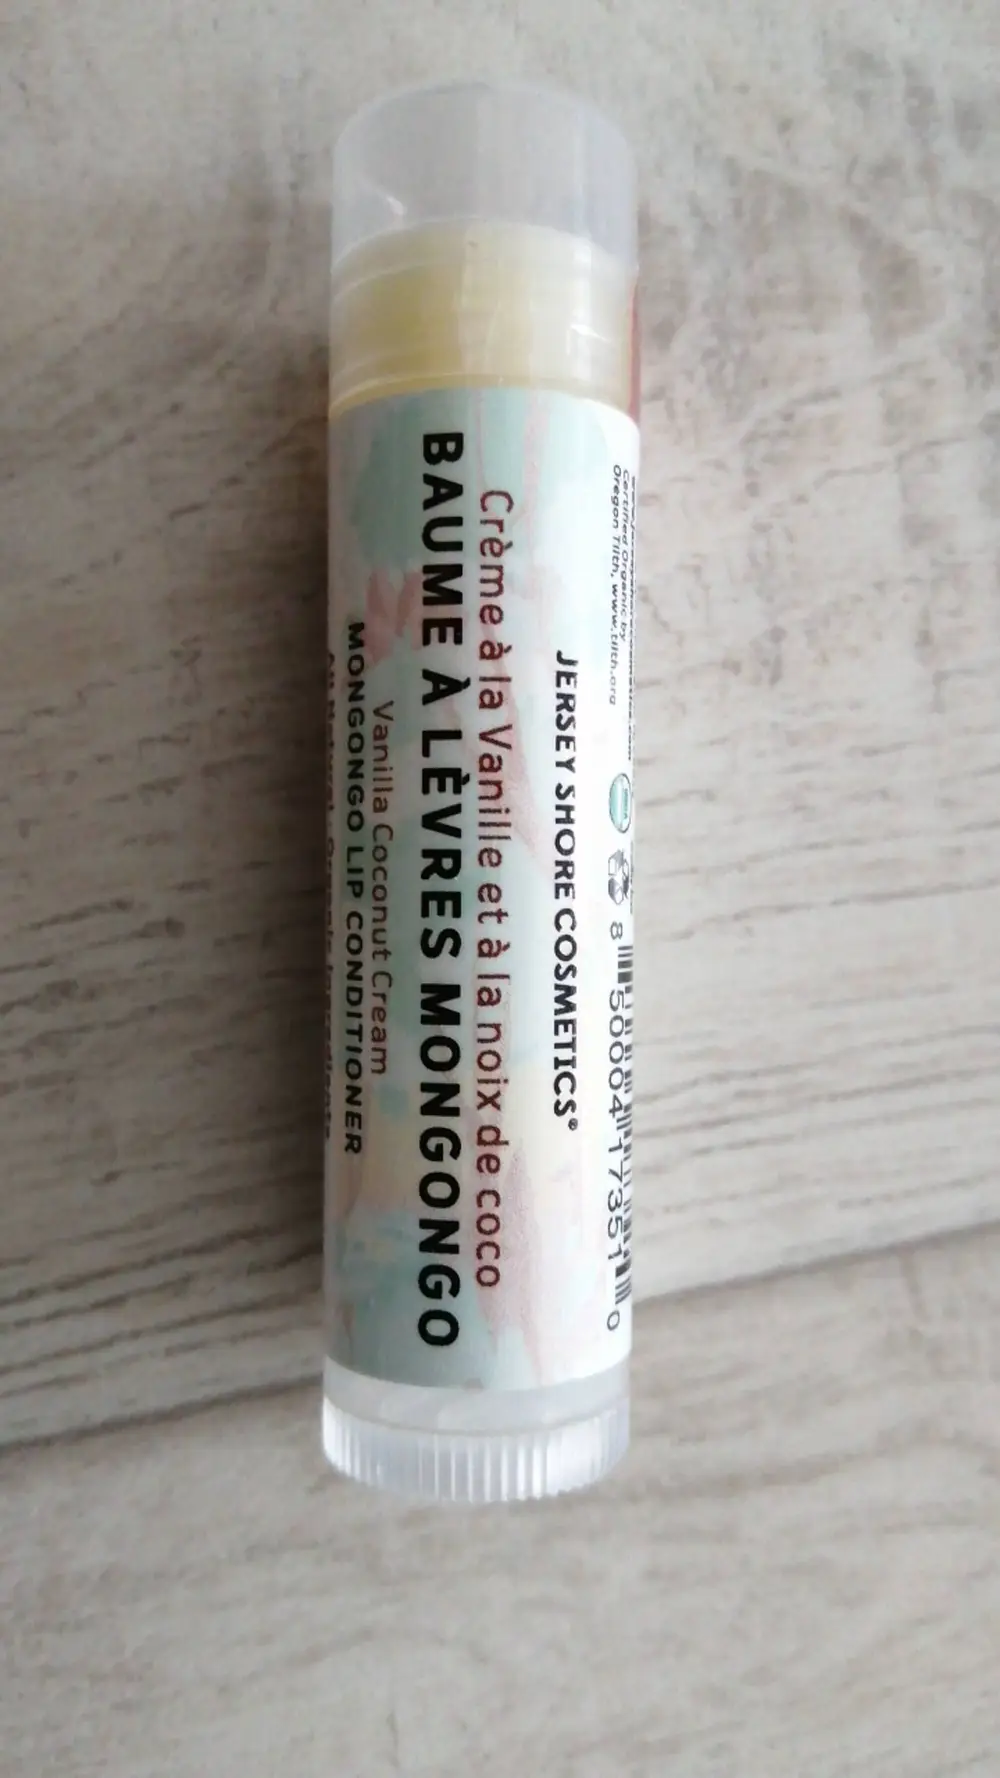 Certified Organic by
Oregon Tilth, www.tilth.org
8 50004 17351 0
JERSEY SHORE COSMETICS®
Crème à la Vanille et à la noix de coco
BAUME À LÈVRES MONGONGO
Vanilla Coconut Cream
MONGONGO LIP CONDITIONER